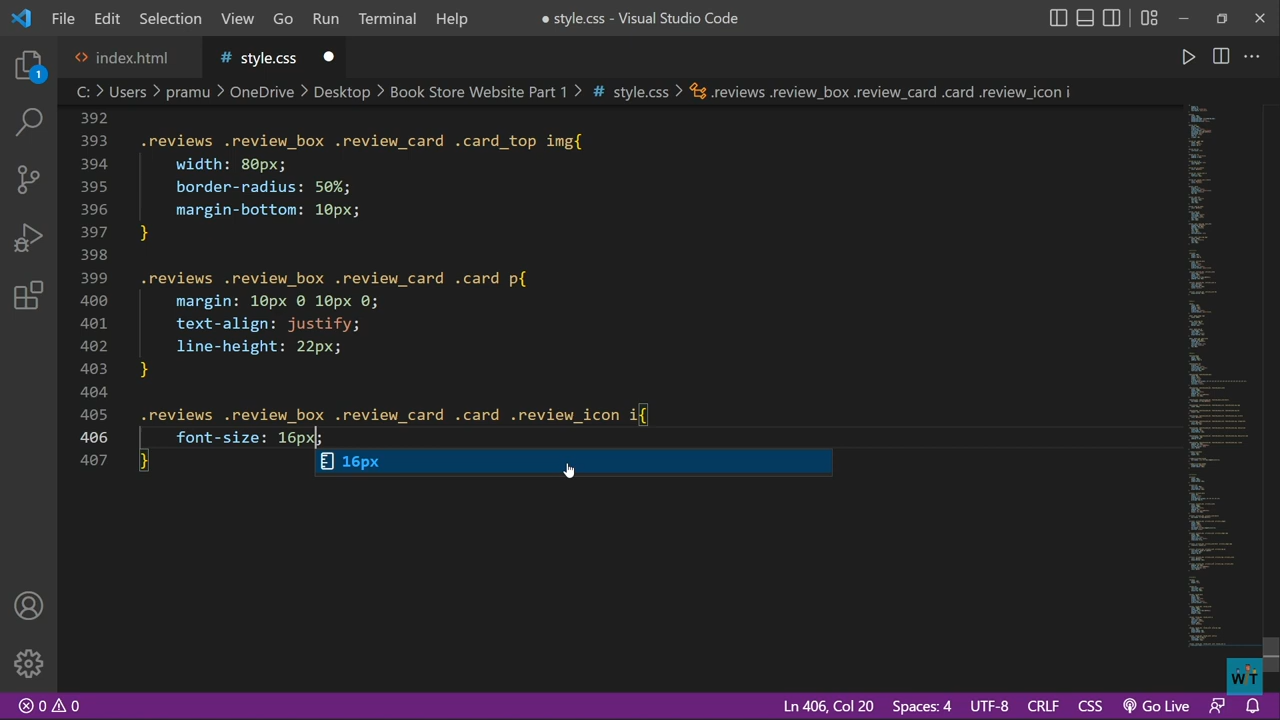 File Edit Selection View Go Run Terminal Help ● style.css - Visual Studio Code
<> index.html # style.css
1
C: > Users > pramu > OneDrive > Desktop > Book Store Website Part 1 > # style.css > .reviews .review_box .review_card .card .review_icon i
392
393 .reviews .review_box .review_card .card_top img{
394 width: 80px;
395 border-radius: 50%;
396 margin-bottom: 10px;
397 }
398
399 .reviews .review_box .review_card .card p{
400 margin: 10px 0 10px 0;
401 text-align: justify;
402 line-height: 22px;
403 }
404
405 .reviews .review_box .review_card .card .review_icon i{
406 font-size: 16px;
407 }
16px
WT
0 0 Ln 406, Col 20 Spaces: 4 UTF-8 CRLF CSS Go Live